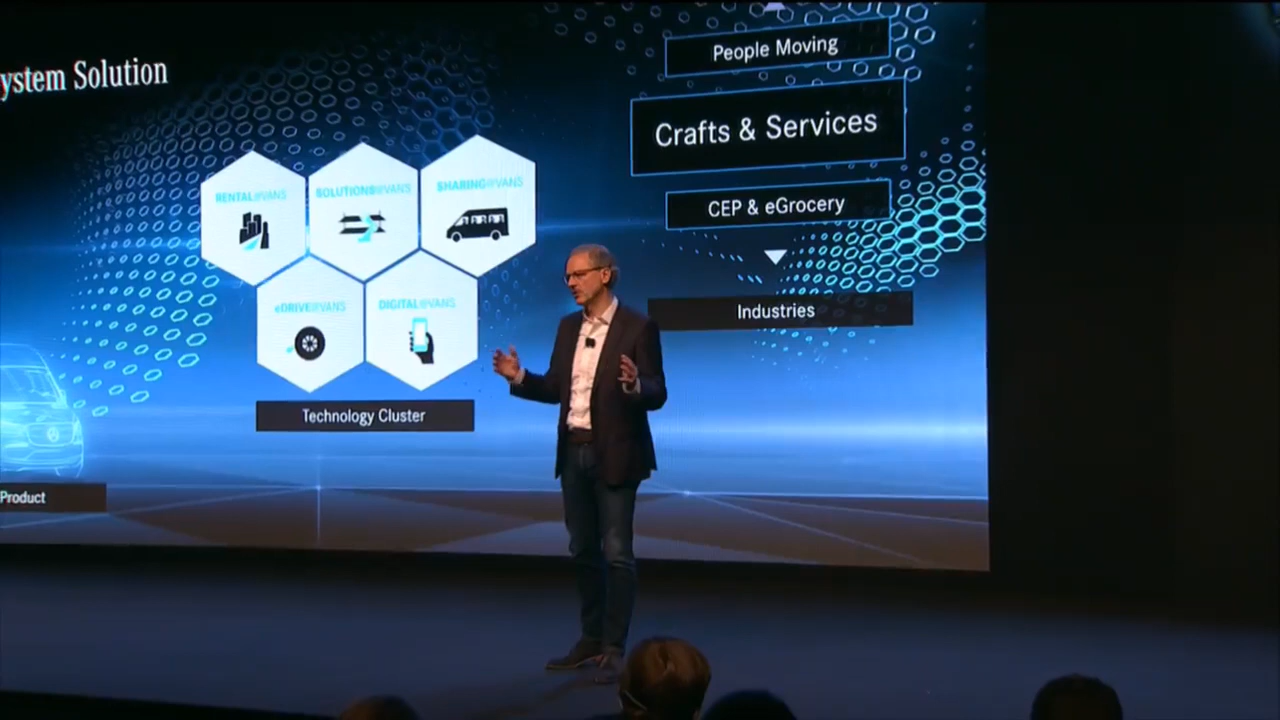 ystem Solution
People Moving
Crafts & Services
CEP & eGrocery
Industries
RENTAL@VANS
SOLUTIONS@VANS
SHARING@VANS
eDRIVE@VANS
DIGITAL@VANS
Technology Cluster
Product